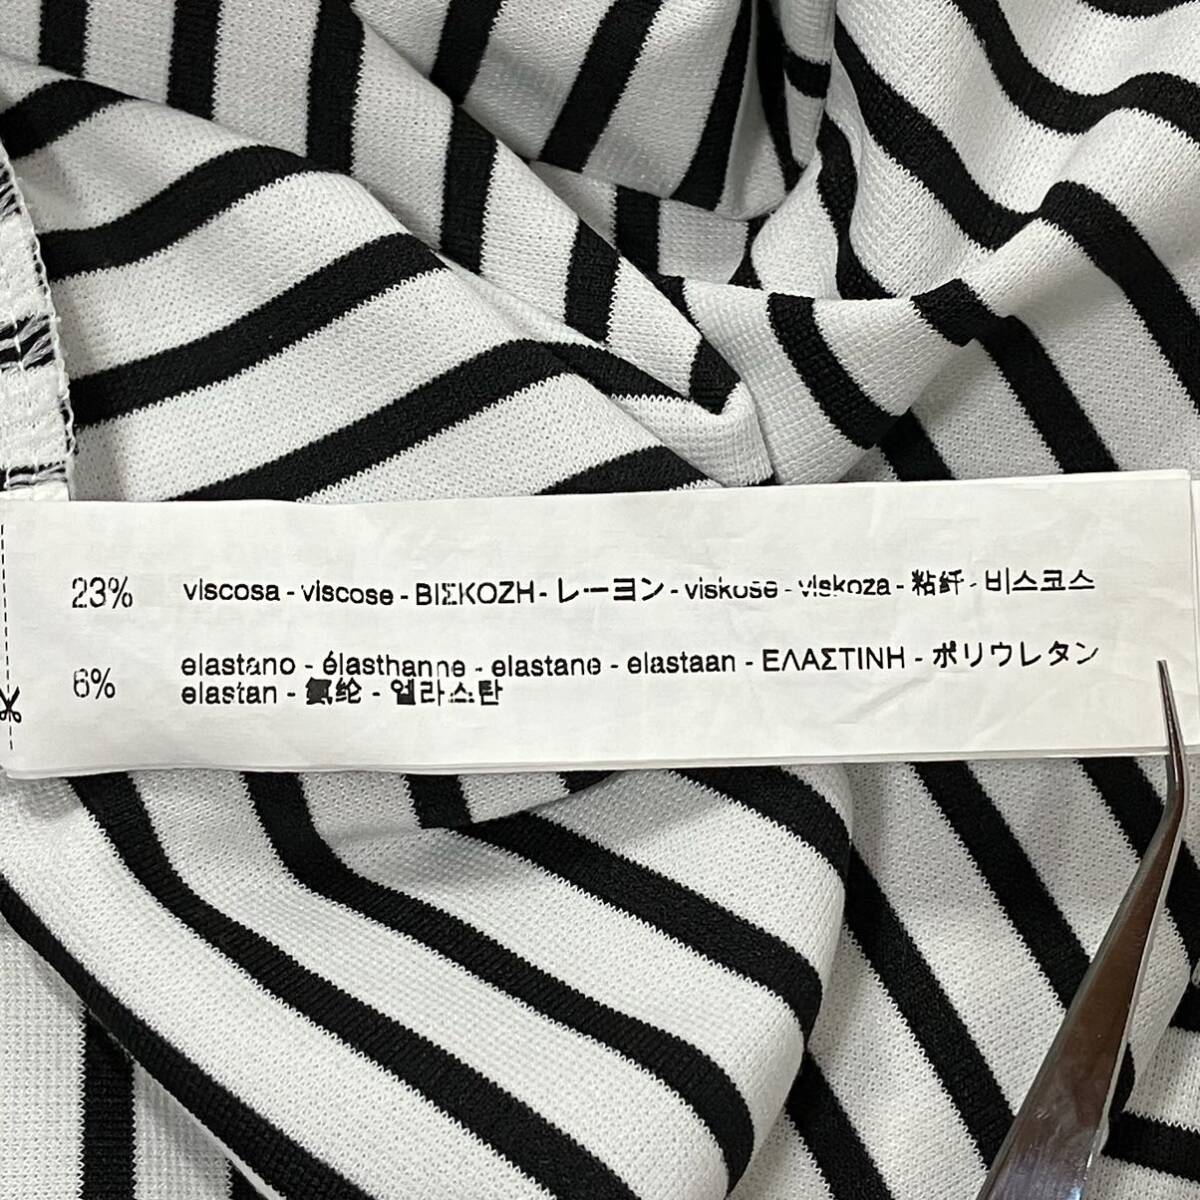 23% viscosa - viscose - ΒΙΣΚΟΖΗ - レーヨン - viskose - viskoza - 粘纤 - 비스코스
6% elastano - élasthanne - elastane - elastaan - ΕΛΑΣΤΙΝΗ - ポリウレタン
elastan - 氨纶 - 엘라스탄